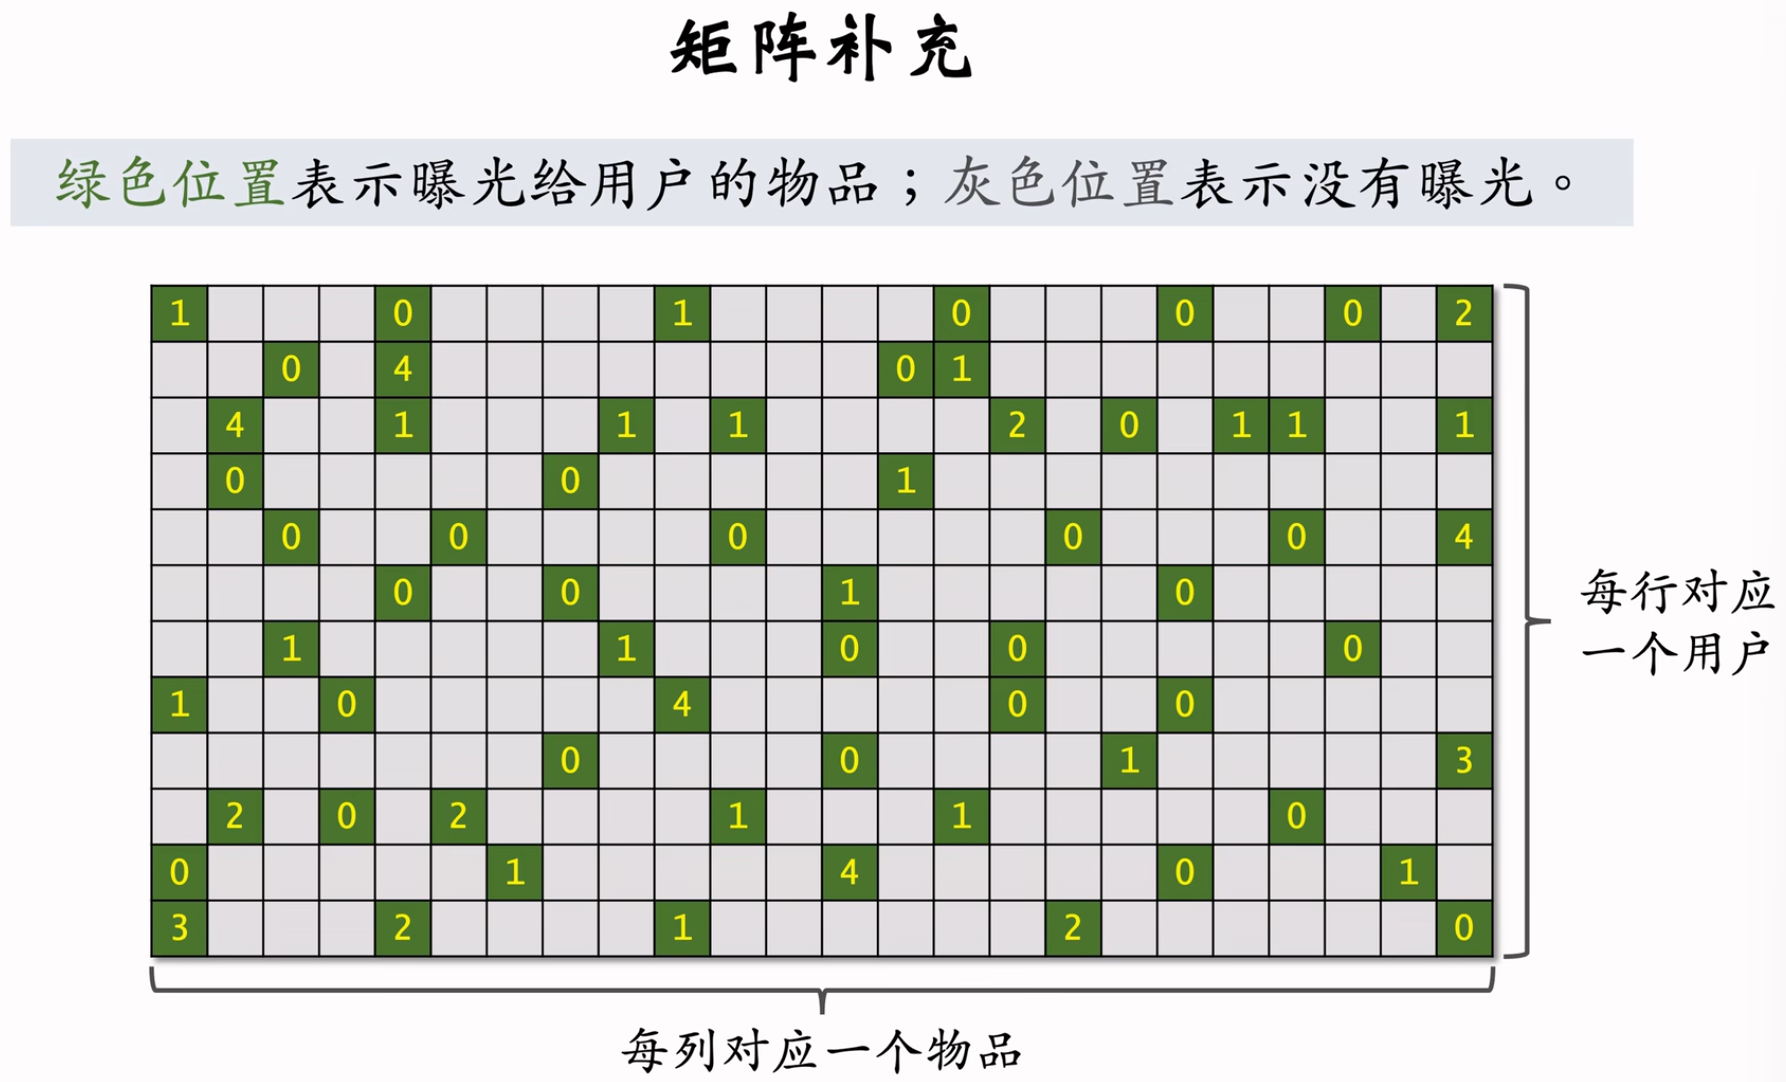 矩阵补充
绿色位置表示曝光给用户的物品；灰色位置表示没有曝光。
1 0 1 0 0 0 2
0 4 0 1
4 1 1 1 2 0 1 1 1
0 0 1
0 0 0 0 0 4
0 0 1 0
1 1 0 0 0
1 0 4 0 0
0 0 1 3
2 0 2 1 1 0
0 1 4 0 1
3 2 1 2 0
每行对应
一个用户
每列对应一个物品